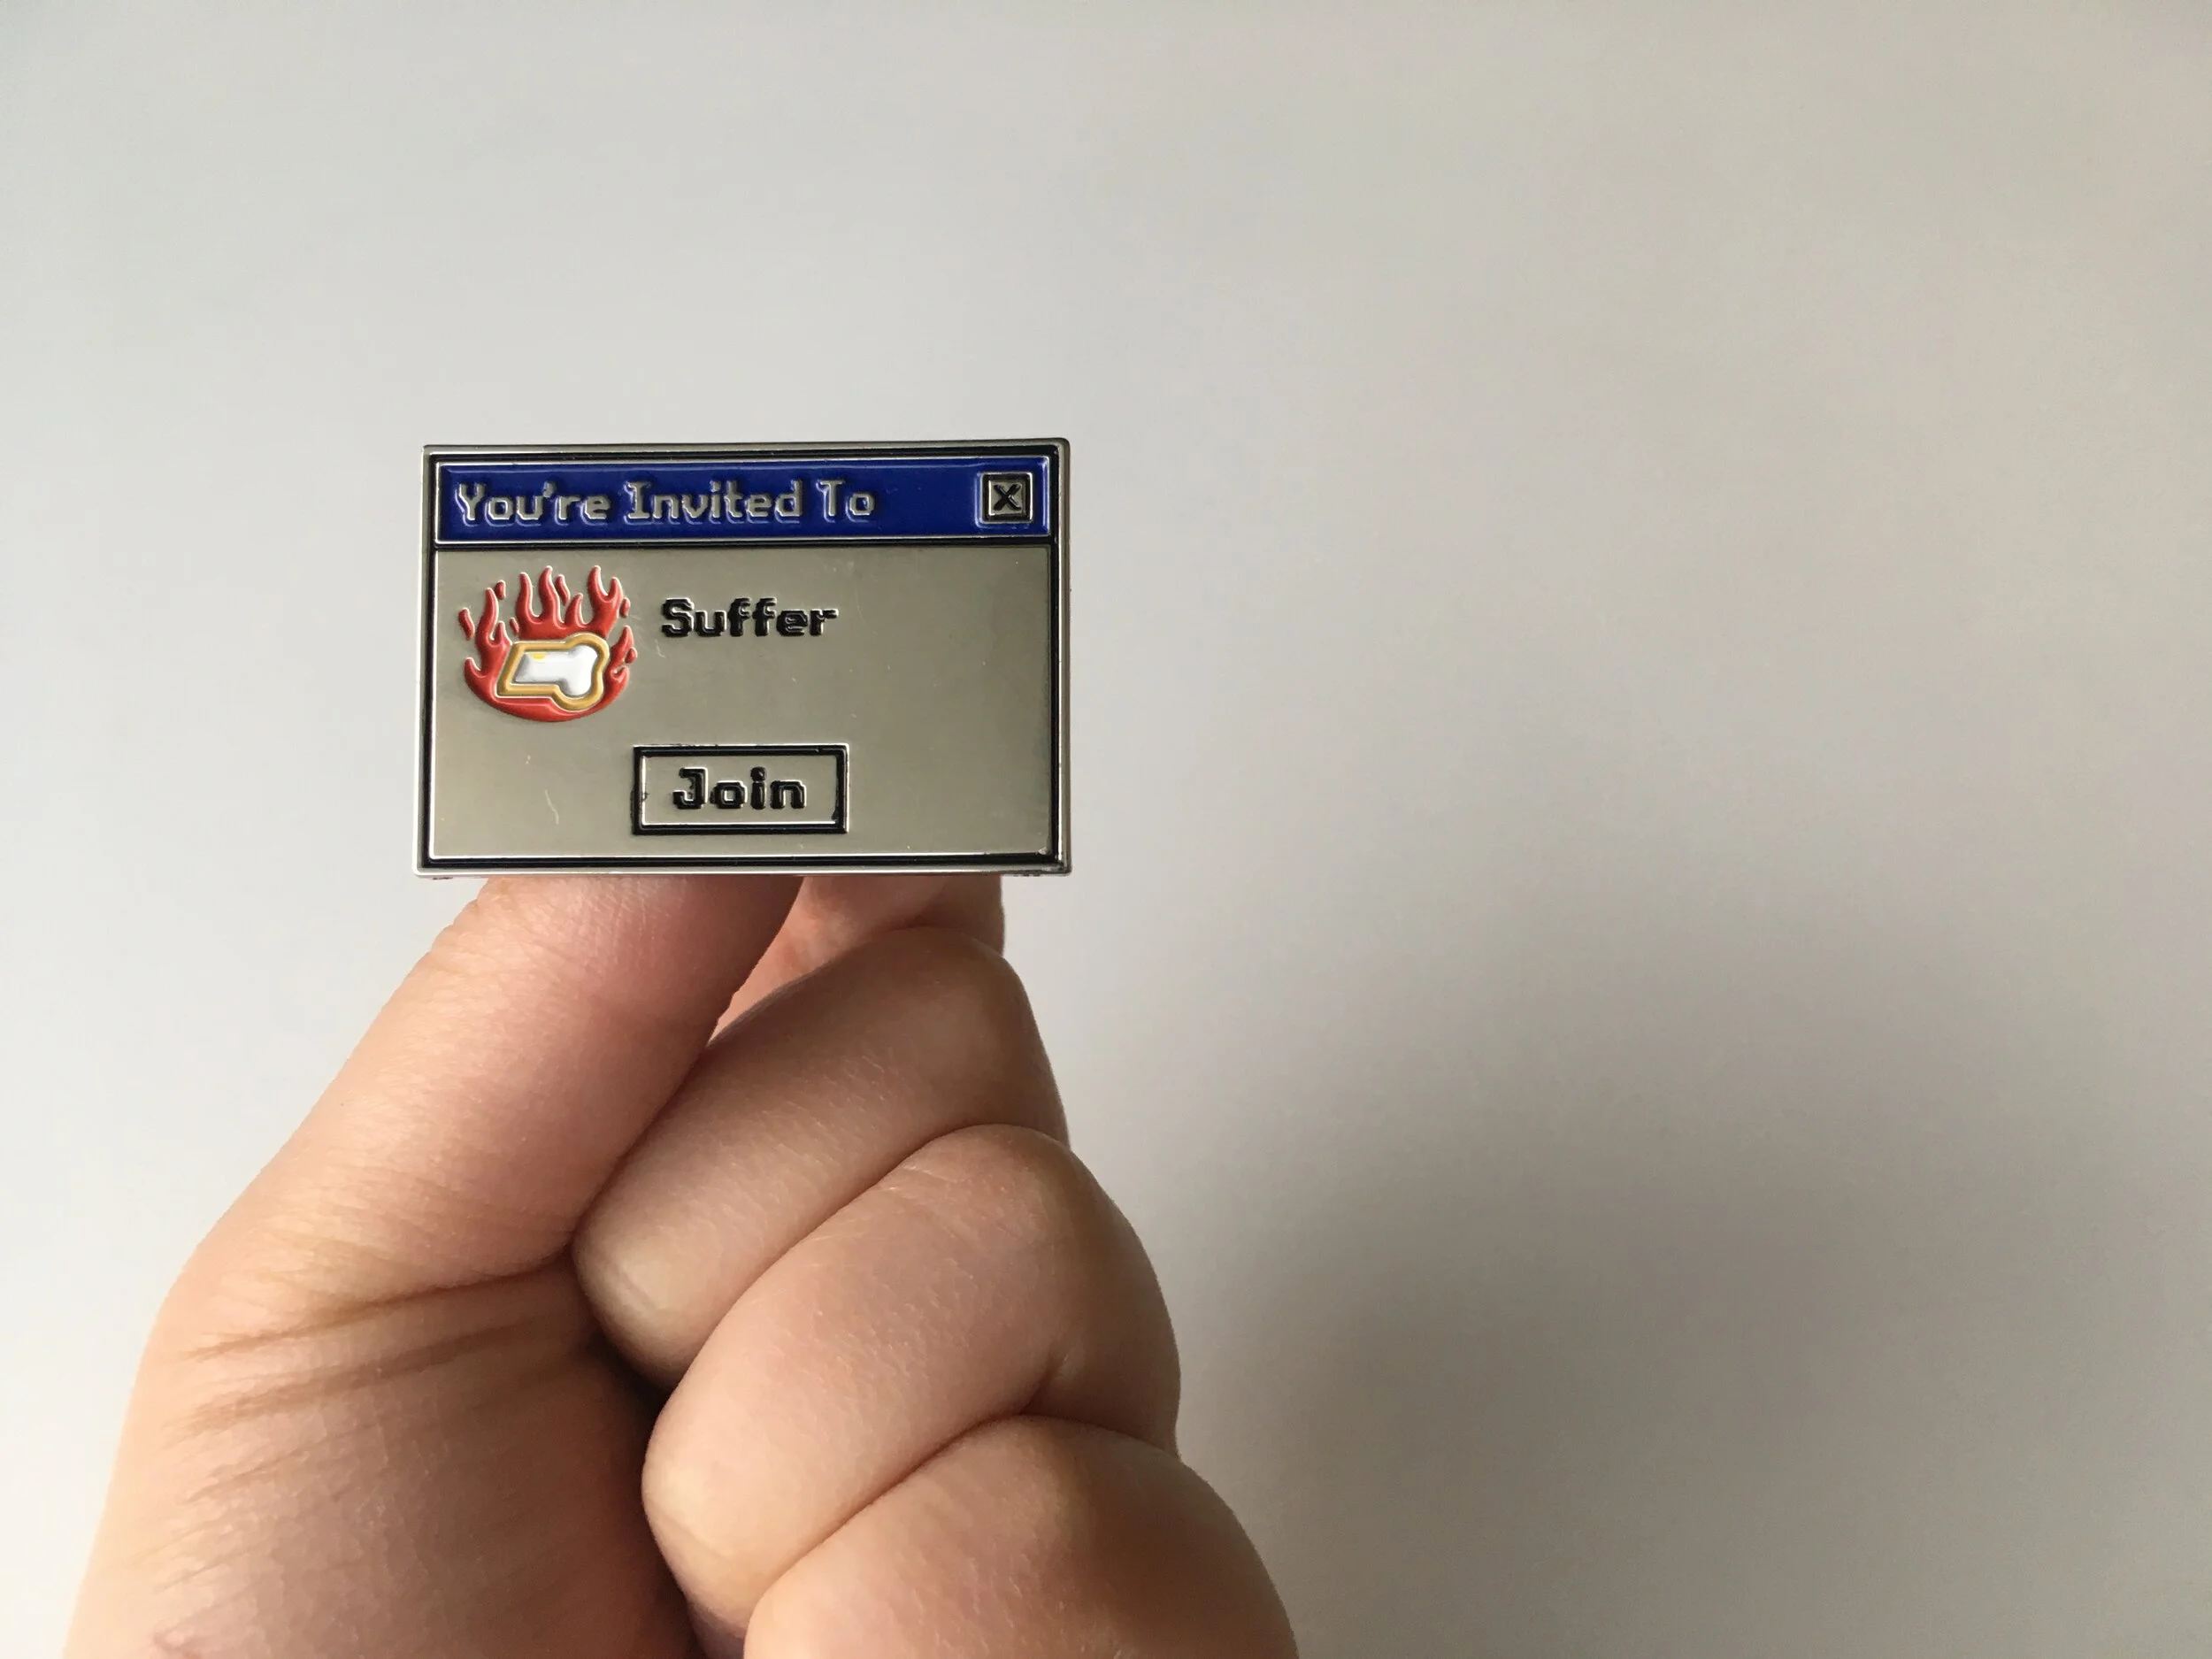 You're Invited To
X
Suffer
Join